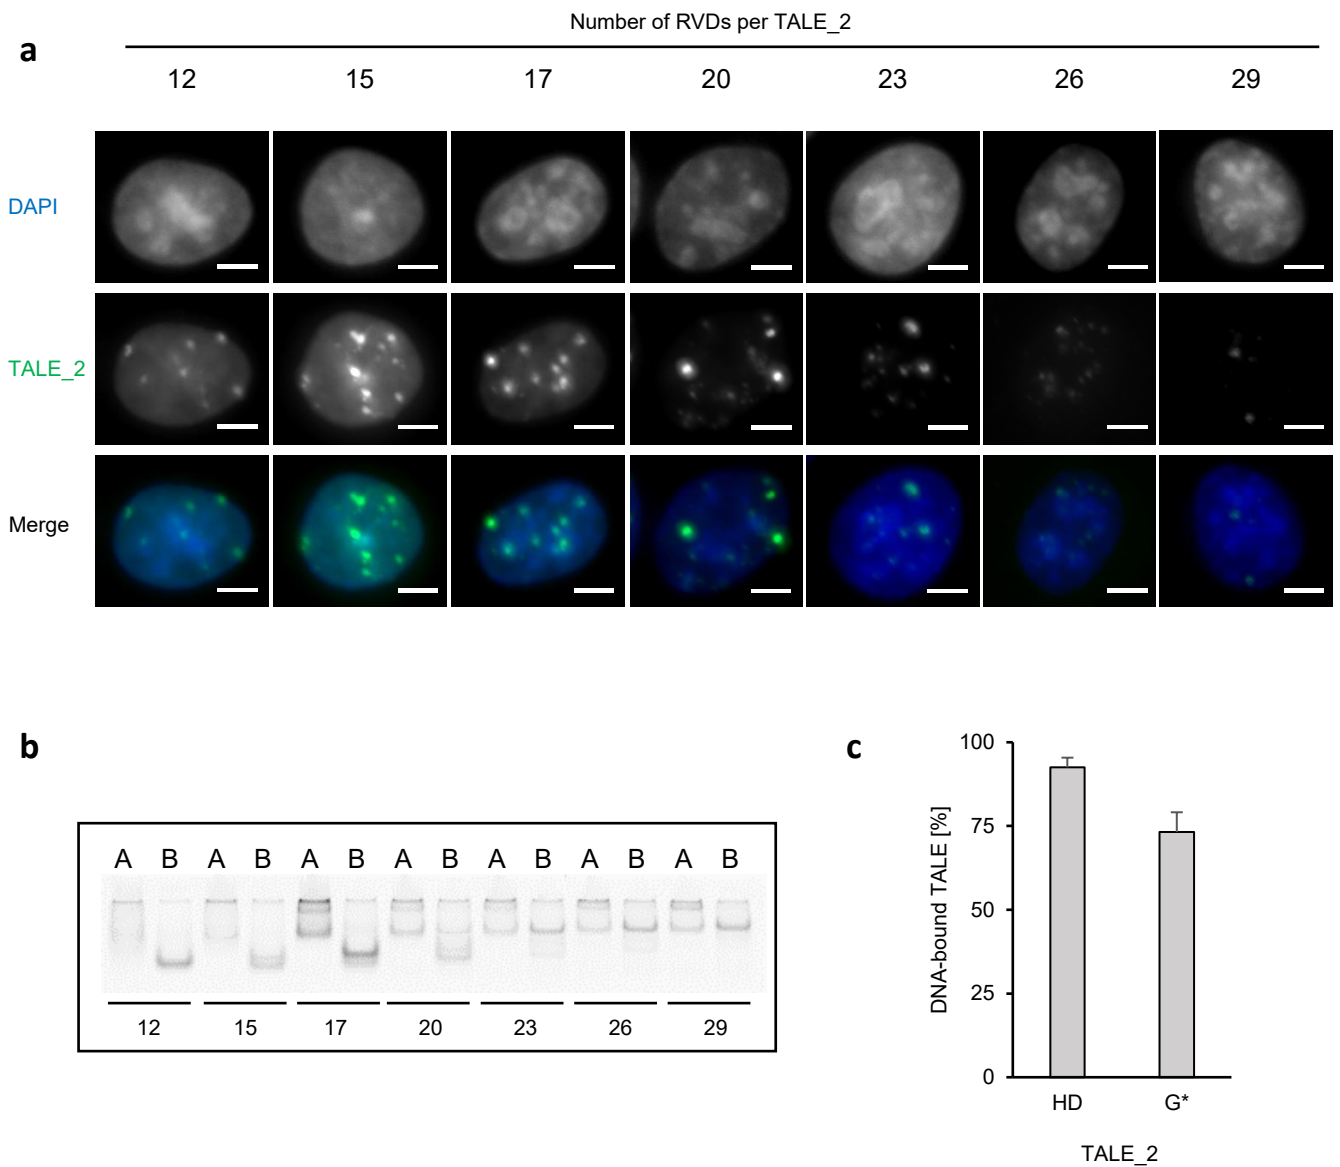 Number of RVDs per TALE_2
a
12 15 17 20 23 26 29
DAPI
TALE_2
Merge
b
A B A B A B A B A B A B A B
12 15 17 20 23 26 29
c
100
75
50
25
0
DNA-bound TALE [%]
HD G*
TALE_2